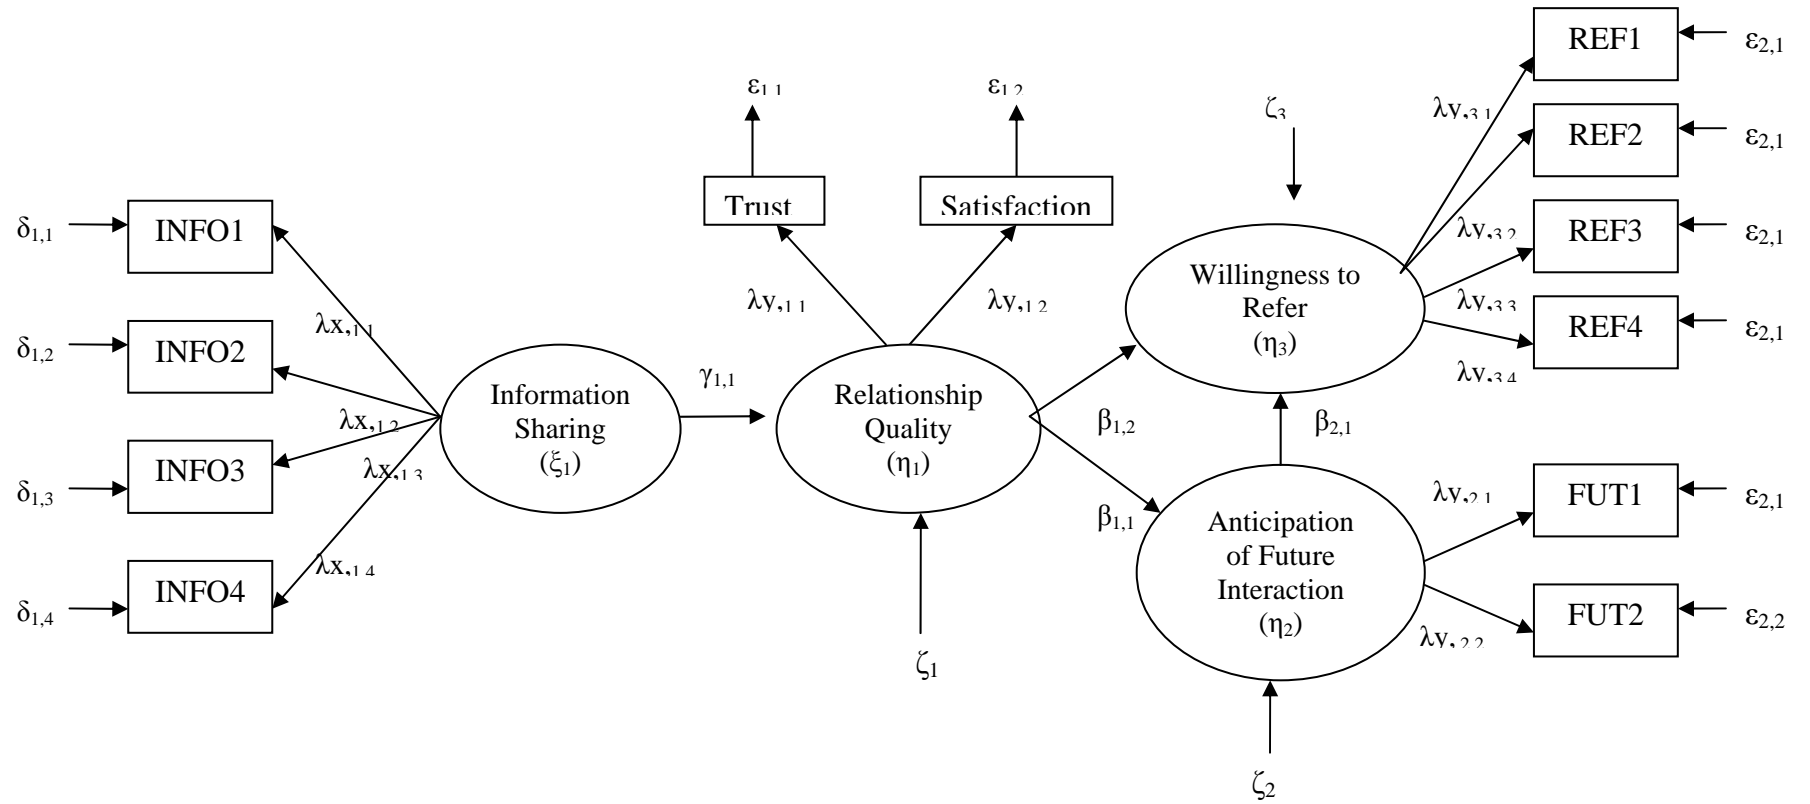 REF1
ε2,1
ε1,1
ε1,2
ζ3
λy,3,1
REF2
ε2,1
Trust
Satisfaction
δ1,1
INFO1
λy,3,2
REF3
ε2,1
Willingness to
Refer
(η3)
λy,1,1
λy,1,2
λy,3,3
REF4
ε2,1
λx,1,1
δ1,2
INFO2
λy,3,4
γ1,1
Information
Sharing
(ξ1)
Relationship
Quality
(η1)
λx,1,2
β1,2
β2,1
λx,1,3
δ1,3
INFO3
λy,2,1
FUT1
ε2,1
β1,1
Anticipation
of Future
Interaction
(η2)
λx,1,4
δ1,4
INFO4
FUT2
ε2,2
λy,2,2
ζ1
ζ2